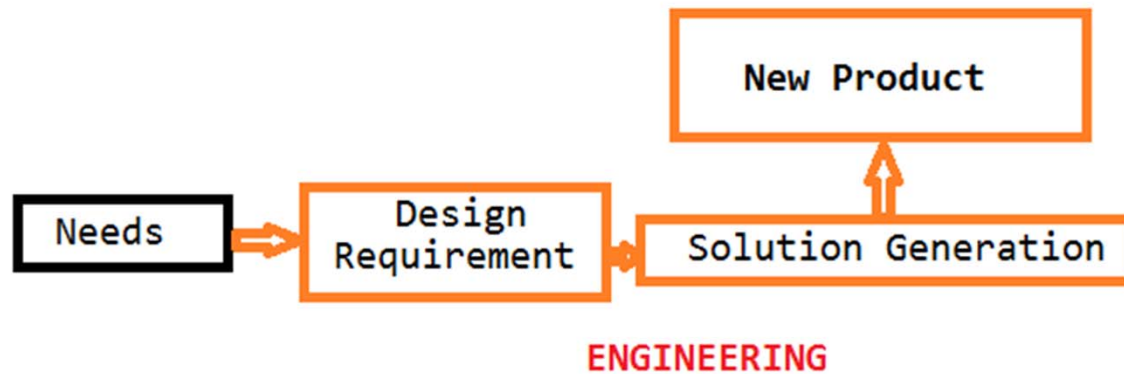 New Product
Needs
Design
Requirement
Solution Generation
ENGINEERING